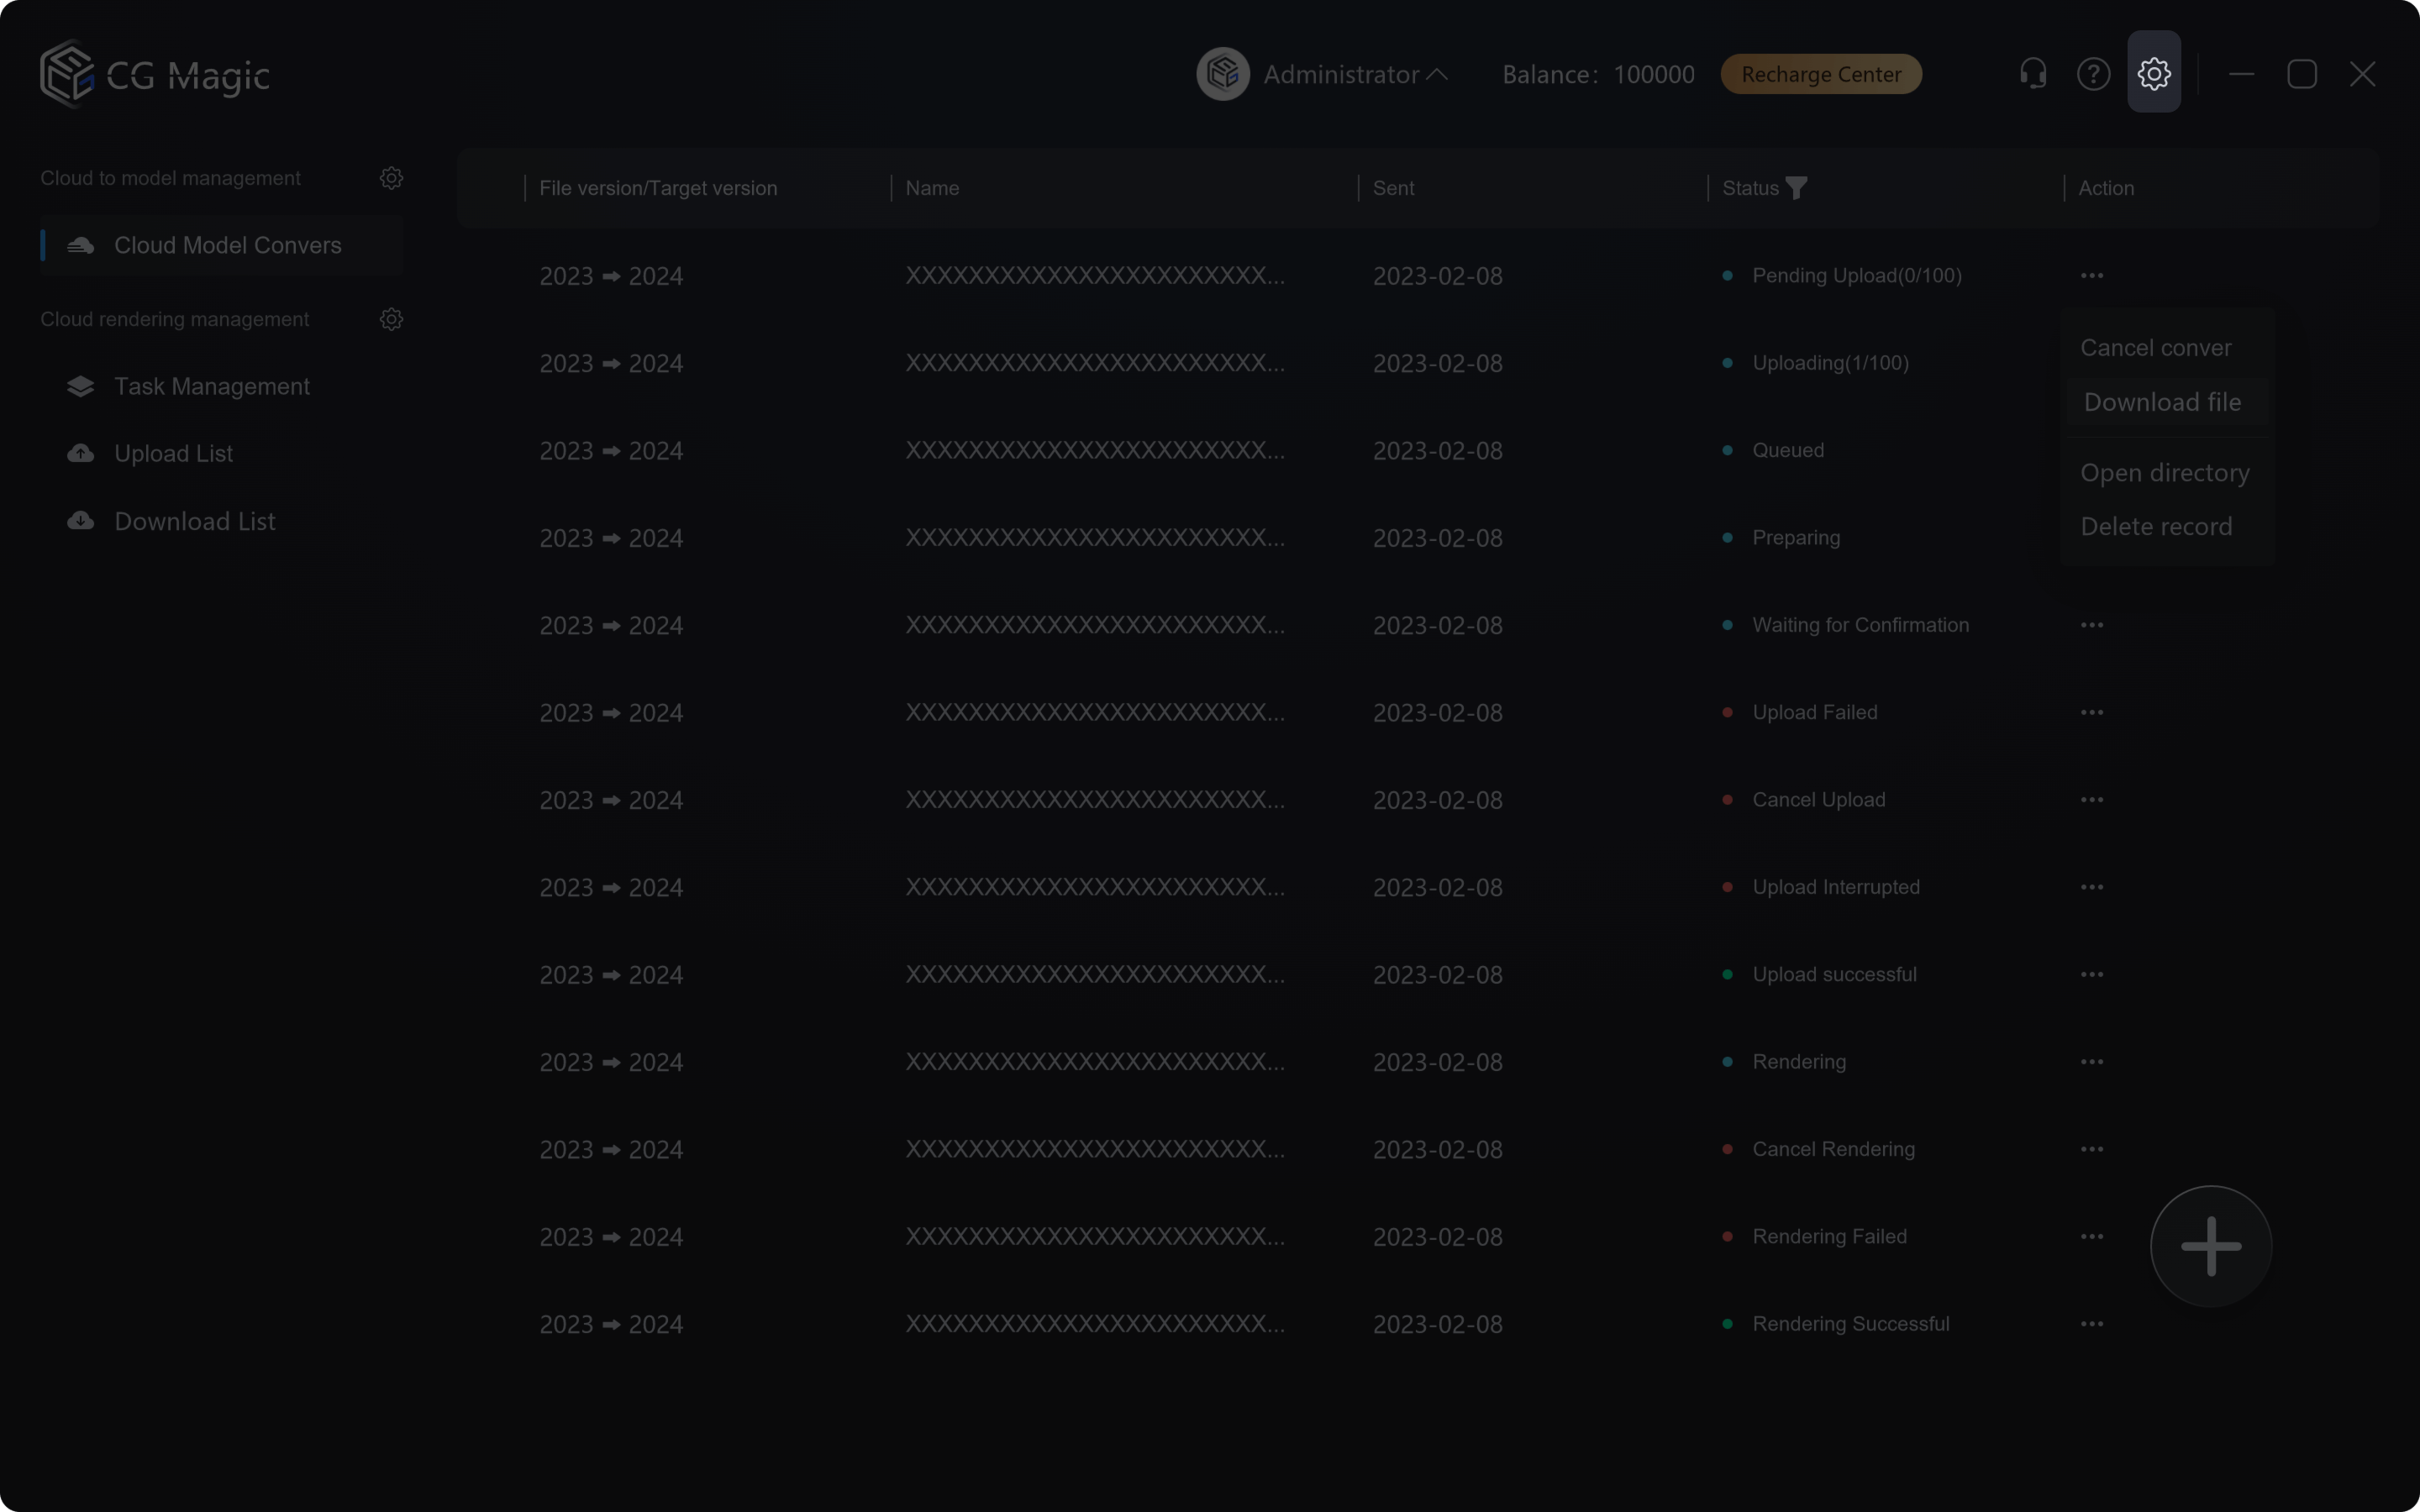 CG Magic
Administrator Balance: 100000 Recharge Center
Cloud to model management
Cloud Model Convers
Cloud rendering management
Task Management
Upload List
Download List
File version/Target version Name Sent Status Action
2023 ➡ 2024 XXXXXXXXXXXXXXXXXXXXXXX... 2023-02-08 Pending Upload(0/100) •••
2023 ➡ 2024 XXXXXXXXXXXXXXXXXXXXXXX... 2023-02-08 Uploading(1/100)
2023 ➡ 2024 XXXXXXXXXXXXXXXXXXXXXXX... 2023-02-08 Queued
2023 ➡ 2024 XXXXXXXXXXXXXXXXXXXXXXX... 2023-02-08 Preparing
2023 ➡ 2024 XXXXXXXXXXXXXXXXXXXXXXX... 2023-02-08 Waiting for Confirmation •••
2023 ➡ 2024 XXXXXXXXXXXXXXXXXXXXXXX... 2023-02-08 Upload Failed •••
2023 ➡ 2024 XXXXXXXXXXXXXXXXXXXXXXX... 2023-02-08 Cancel Upload •••
2023 ➡ 2024 XXXXXXXXXXXXXXXXXXXXXXX... 2023-02-08 Upload Interrupted •••
2023 ➡ 2024 XXXXXXXXXXXXXXXXXXXXXXX... 2023-02-08 Upload successful •••
2023 ➡ 2024 XXXXXXXXXXXXXXXXXXXXXXX... 2023-02-08 Rendering •••
2023 ➡ 2024 XXXXXXXXXXXXXXXXXXXXXXX... 2023-02-08 Cancel Rendering •••
2023 ➡ 2024 XXXXXXXXXXXXXXXXXXXXXXX... 2023-02-08 Rendering Failed •••
2023 ➡ 2024 XXXXXXXXXXXXXXXXXXXXXXX... 2023-02-08 Rendering Successful •••
Cancel conver
Download file
Open directory
Delete record